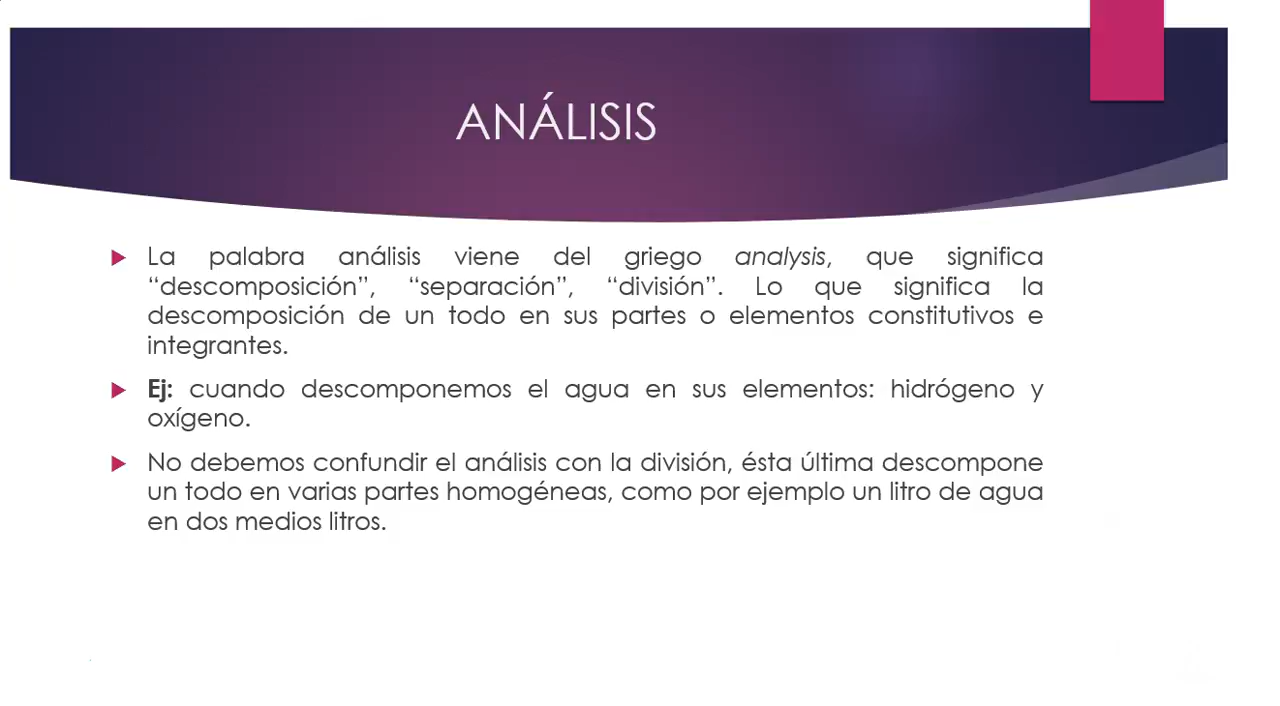 ANÁLISIS
La palabra análisis viene del griego analysis, que significa
“descomposición”, “separación”, “división”. Lo que significa la
descomposición de un todo en sus partes o elementos constitutivos e
integrantes.
Ej: cuando descomponemos el agua en sus elementos: hidrógeno y
oxígeno.
No debemos confundir el análisis con la división, ésta última descompone
un todo en varias partes homogéneas, como por ejemplo un litro de agua
en dos medios litros.